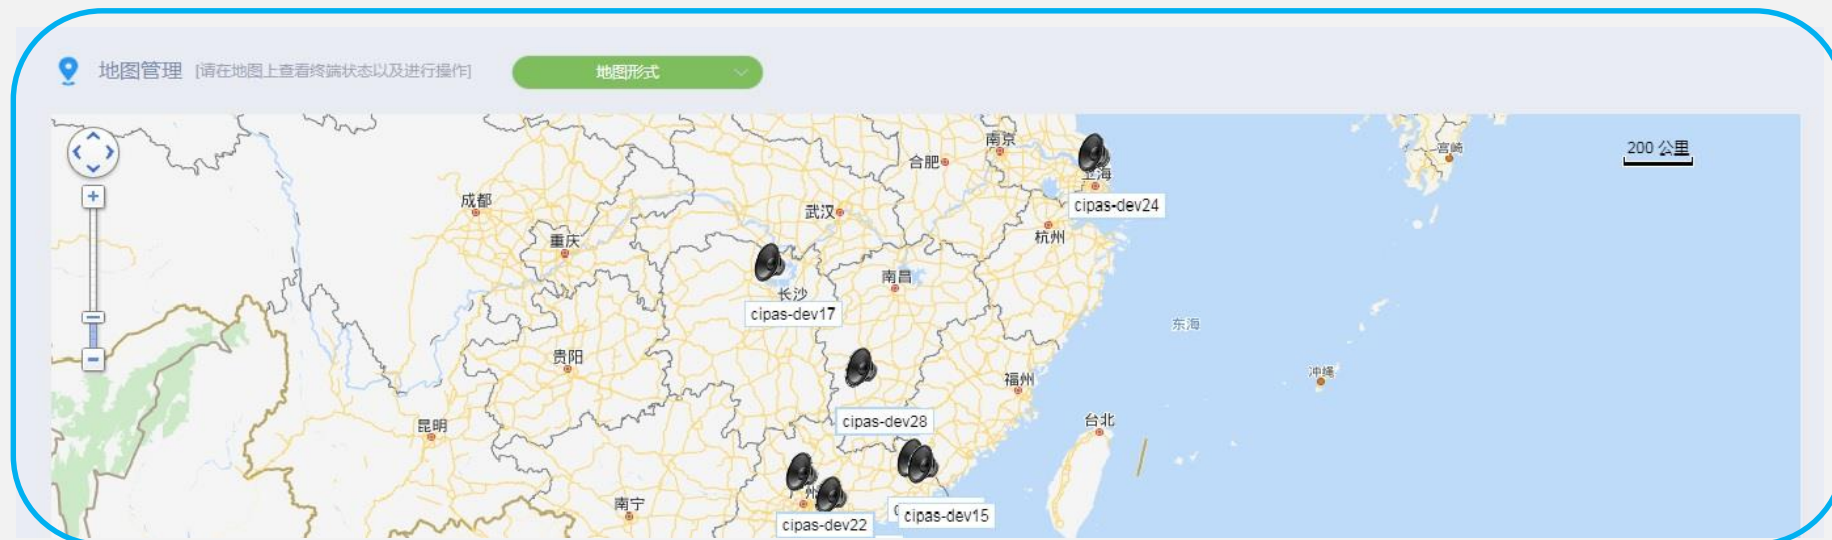 地图管理 [请在地图上查看终端状态以及进行操作] 地图形式
200 公里
南京
宫崎
合肥
上海
成都
cipas-dev24
武汉
杭州
重庆
南昌
长沙
cipas-dev17
东海
贵阳
冲绳
福州
台北
cipas-dev28
昆明
广州
南宁
cipas-dev15
cipas-dev22